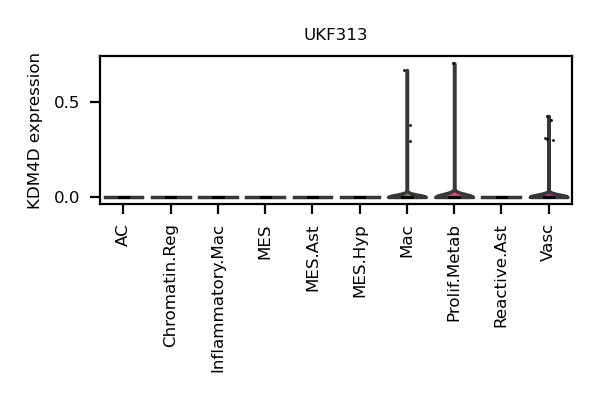 UKF313
KDM4D expression
0.5
0.0
AC
Chromatin.Reg
Inflammatory.Mac
MES
MES.Ast
MES.Hyp
Mac
Prolif.Metab
Reactive.Ast
Vasc